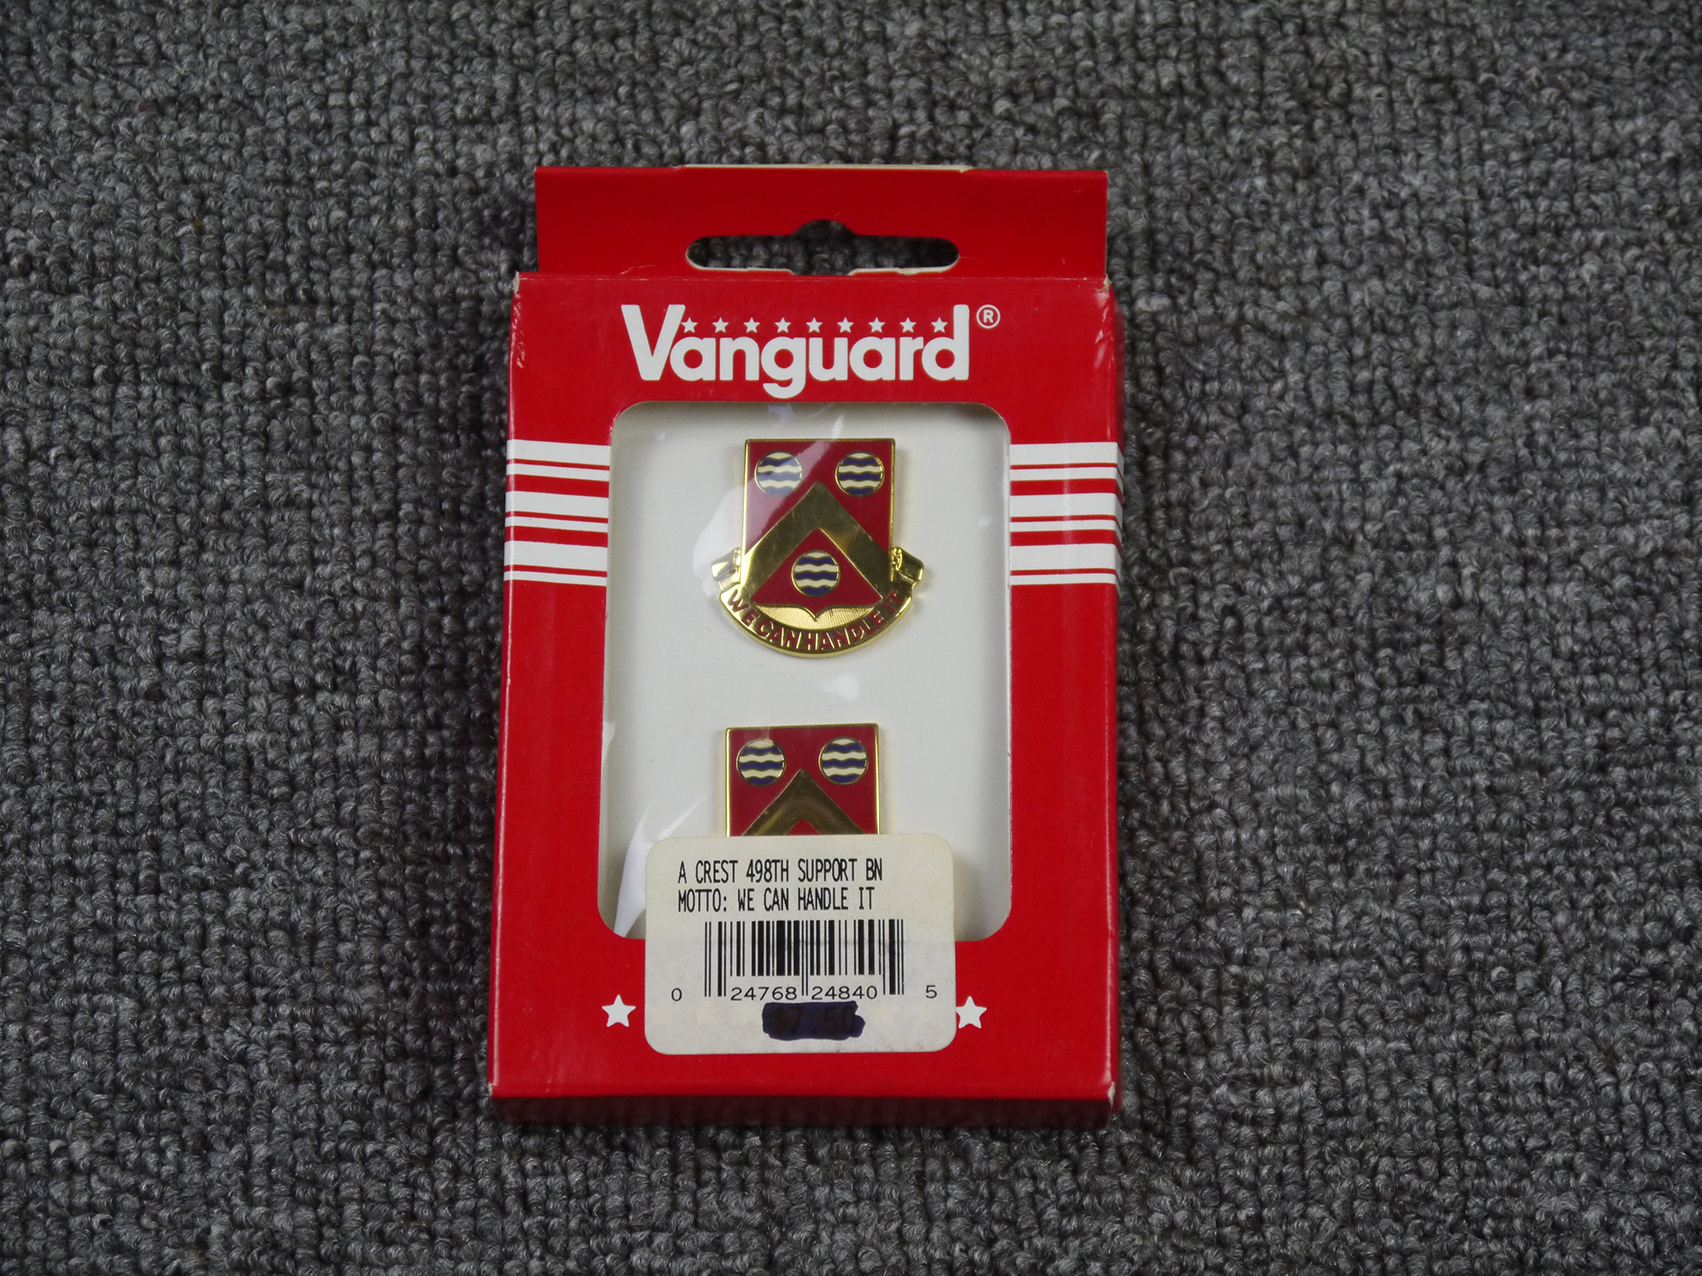 Vanguard®
WE CAN HANDLE IT
A CREST 498TH SUPPORT BN
MOTTO: WE CAN HANDLE IT
0 24768 24840 5